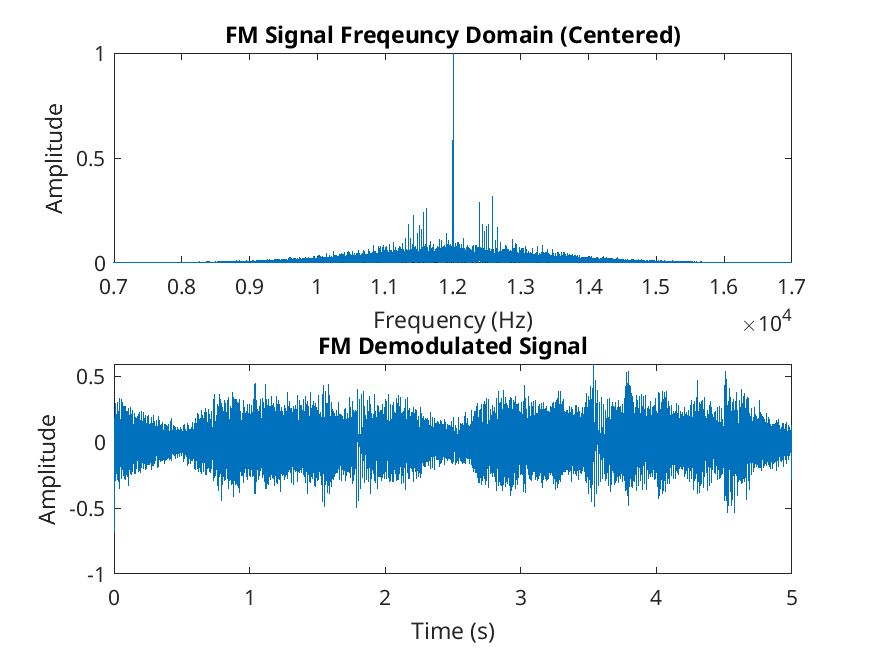 FM Signal Freqeuncy Domain (Centered)
Amplitude
1
0.5
0
0.7 0.8 0.9 1 1.1 1.2 1.3 1.4 1.5 1.6 1.7
Frequency (Hz)
×10⁴
FM Demodulated Signal
Amplitude
0.5
0
-0.5
-1
0 1 2 3 4 5
Time (s)